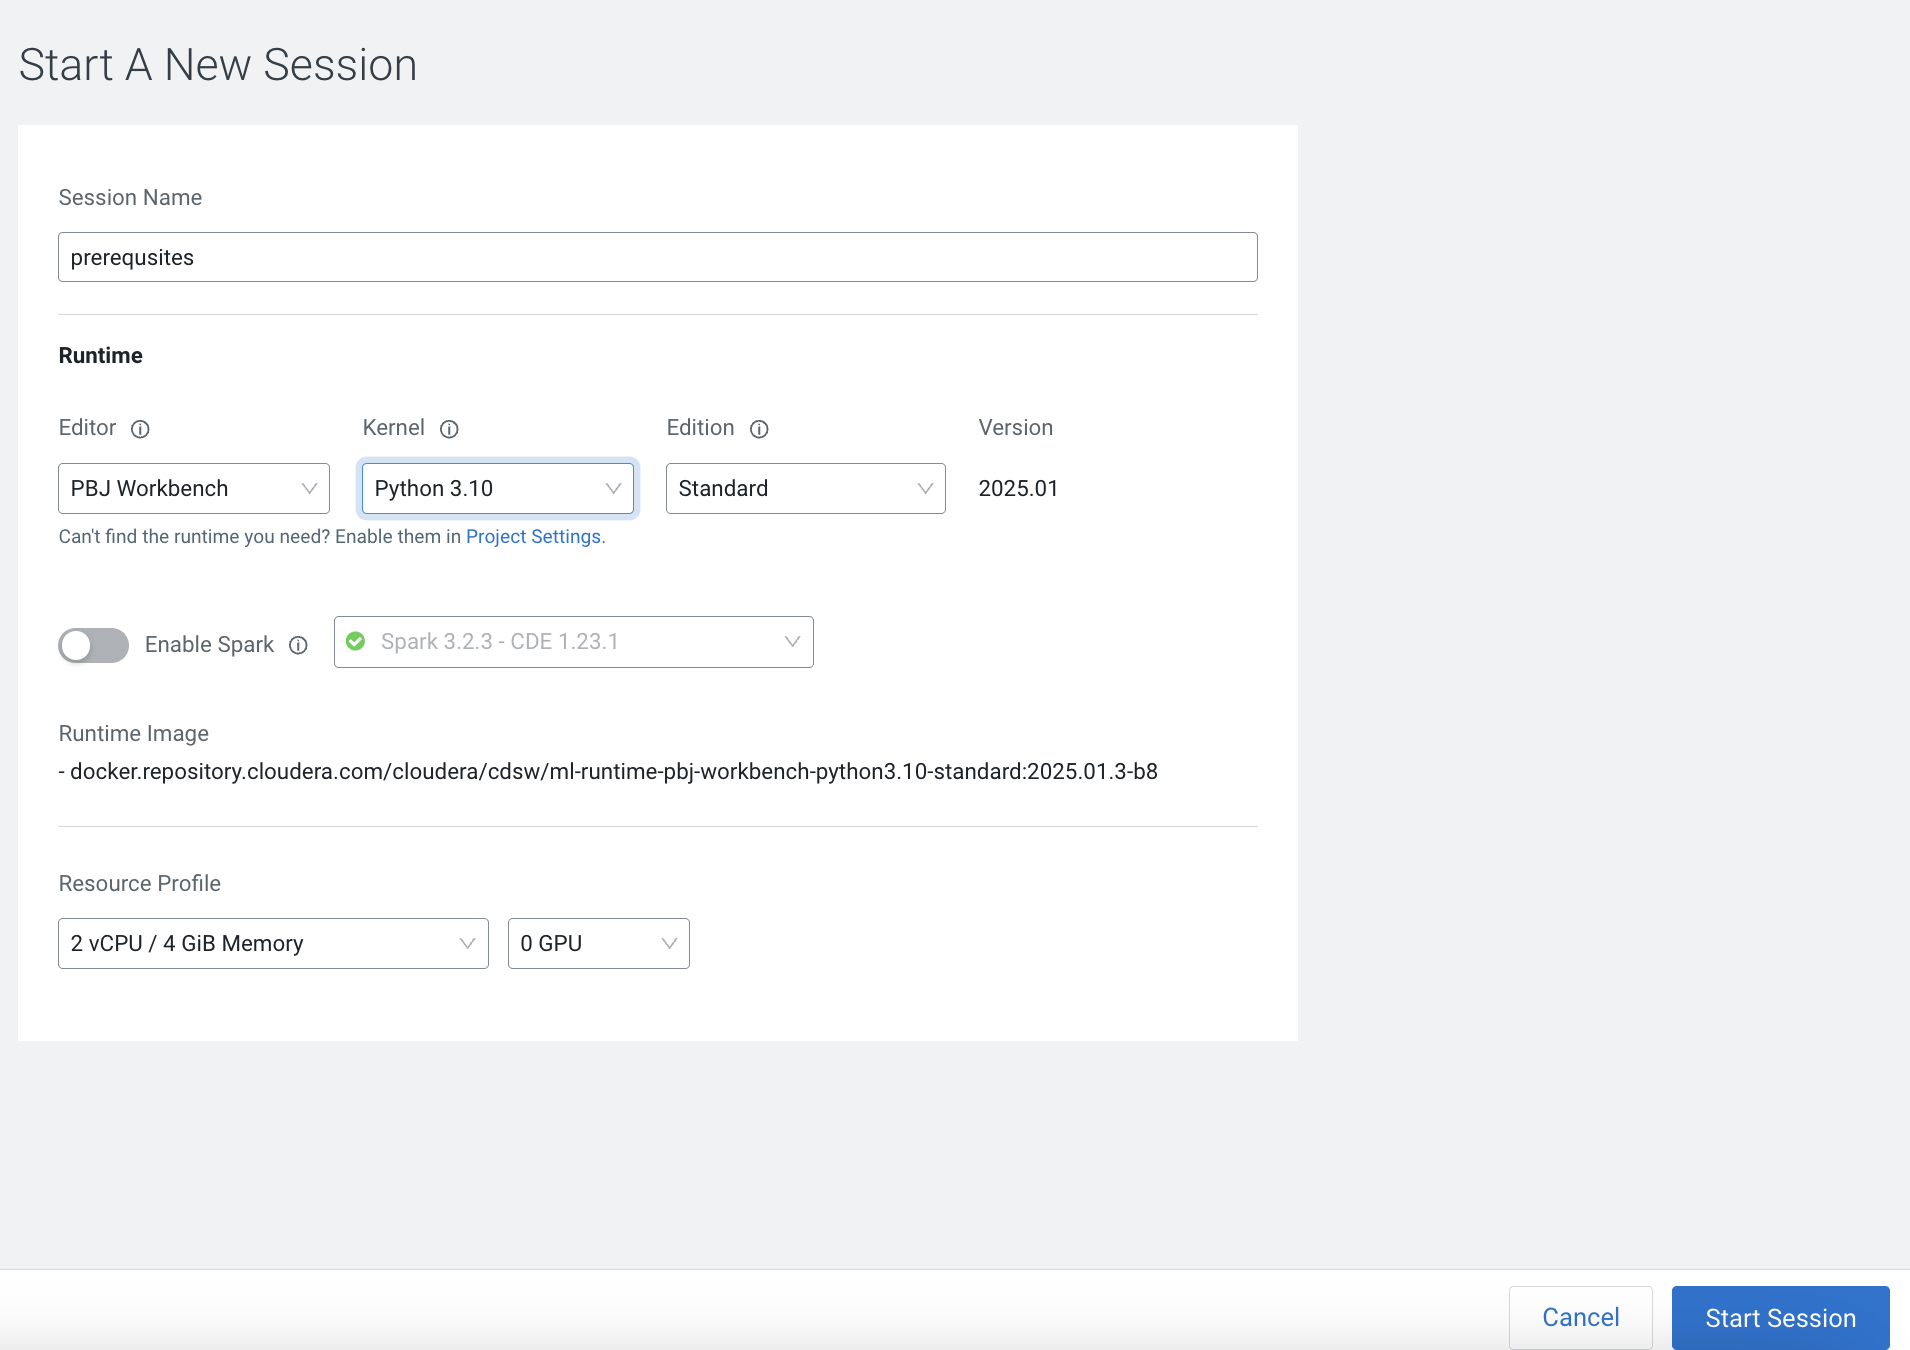 Start A New Session
Session Name
prerequsites
Runtime
Editor Kernel Edition Version
PBJ Workbench Python 3.10 Standard 2025.01
Can't find the runtime you need? Enable them in Project Settings.
Enable Spark Spark 3.2.3 - CDE 1.23.1
Runtime Image
- docker.repository.cloudera.com/cloudera/cdsw/ml-runtime-pbj-workbench-python3.10-standard:2025.01.3-b8
Resource Profile
2 vCPU / 4 GiB Memory 0 GPU
Cancel Start Session